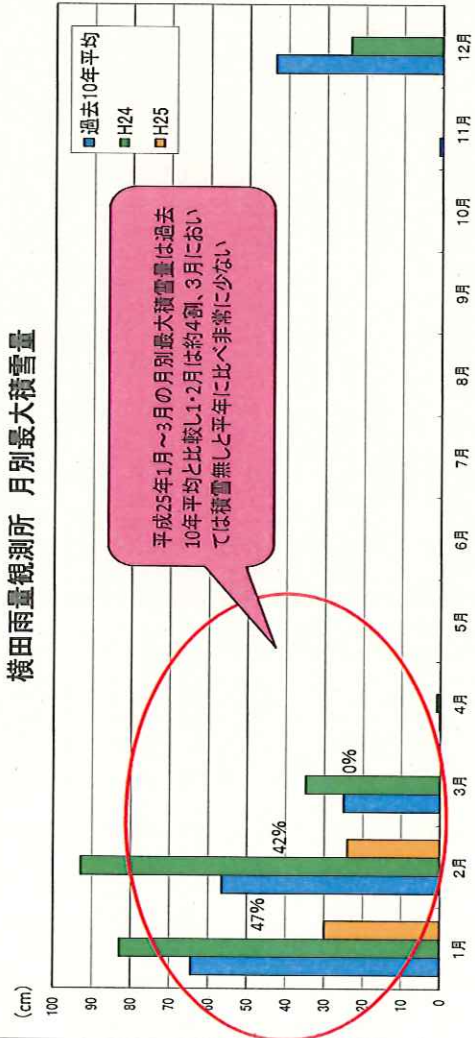 横田雨量観測所 月別最大積雪量
(cm)
100
90
80
70
60
50
40
30
20
10
0
過去10年平均
H24
H25
平成25年1月～3月の月別最大積雪量は過去
10年平均と比較し1・2月は約4割、3月におい
ては積雪無しと平年に比べ非常に少ない
47%
42%
0%
1月
2月
3月
4月
5月
6月
7月
8月
9月
10月
11月
12月